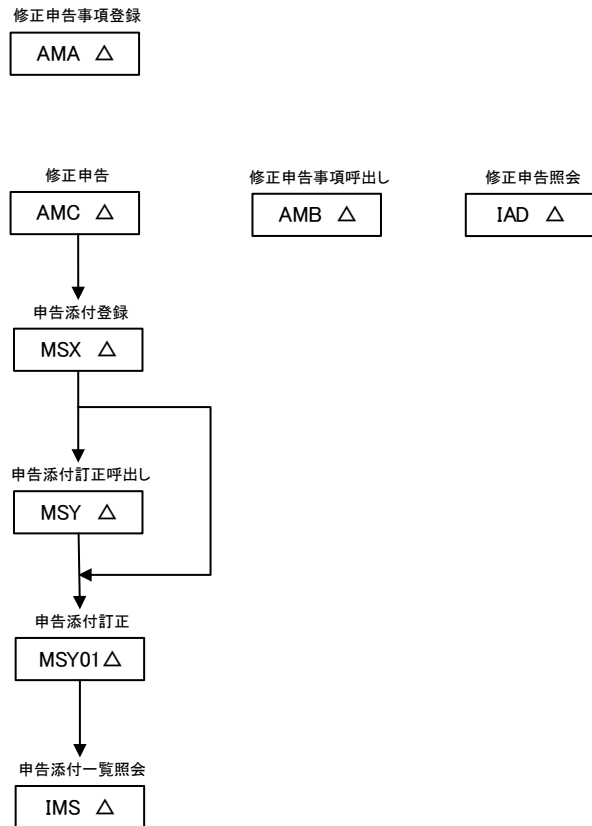 修正申告事項登録
AMA △
修正申告
AMC △
修正申告事項呼出し
AMB △
修正申告照会
IAD △
申告添付登録
MSX △
申告添付訂正呼出し
MSY △
申告添付訂正
MSY01△
申告添付一覧照会
IMS △